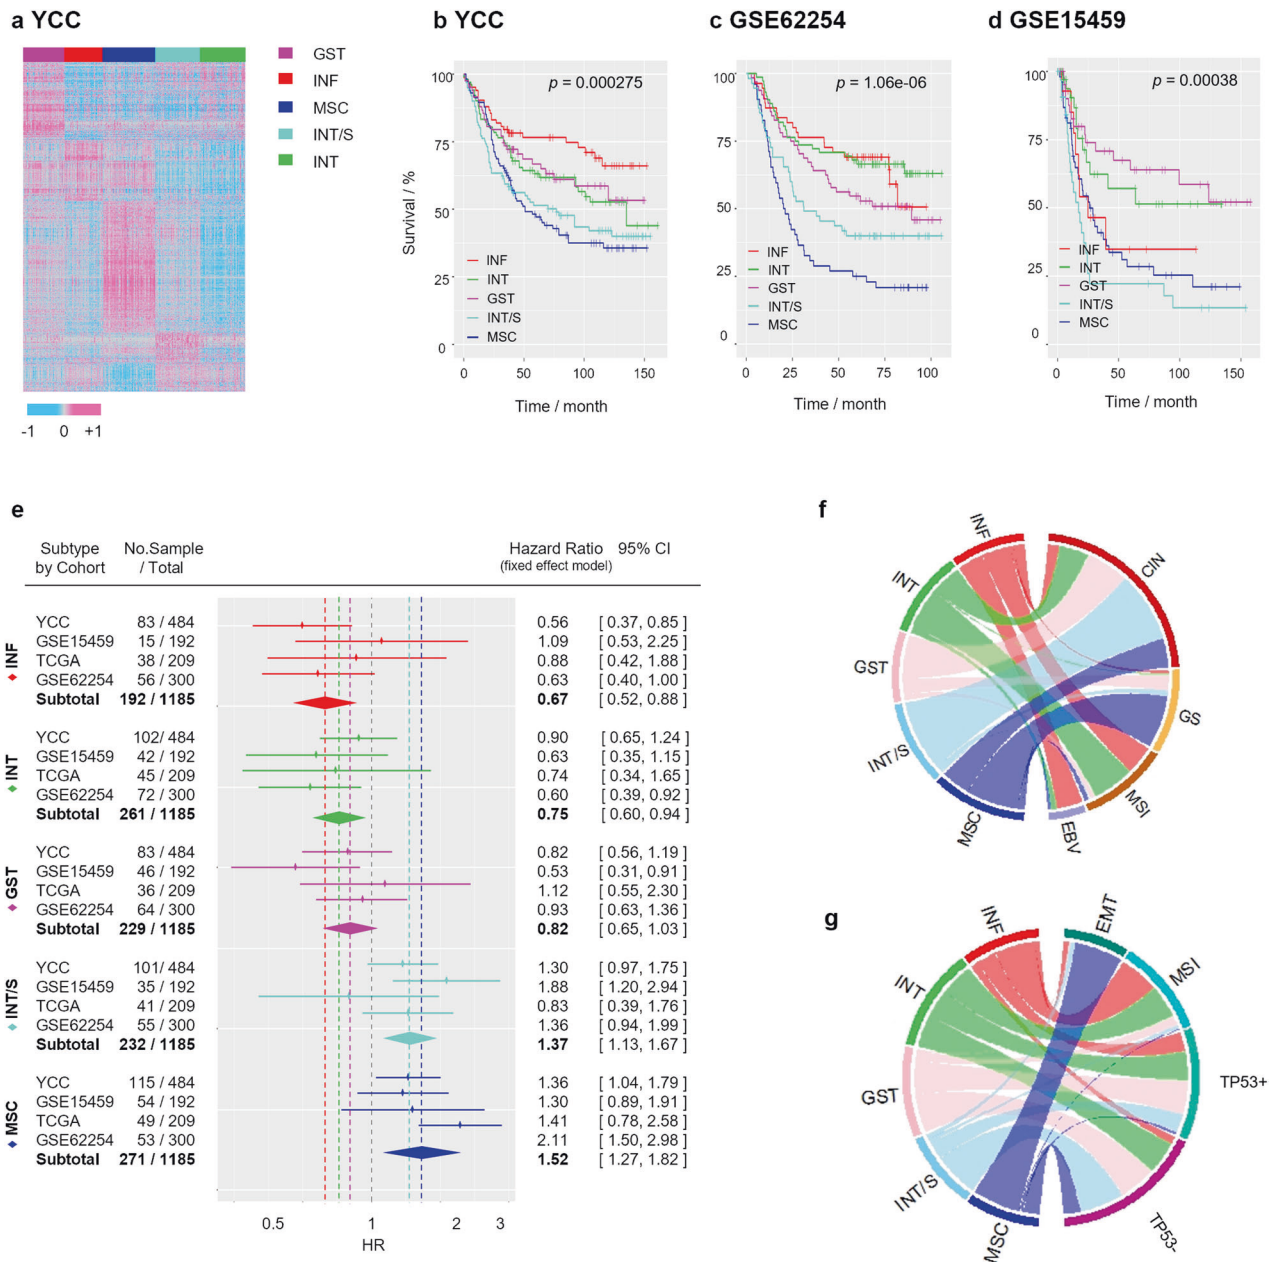 a YCC
GST
INF
MSC
INT/S
INT
-1 0 +1
b YCC
p = 0.000275
Survival / %
100
75
50
25
0
INF
INT
GST
INT/S
MSC
0 50 100 150
Time / month
c GSE62254
p = 1.06e-06
100
75
50
25
0
INF
INT
GST
INT/S
MSC
0 25 50 75 100
Time / month
d GSE15459
p = 0.00038
100
75
50
25
0
INF
INT
GST
INT/S
MSC
0 50 100 150
Time / month
e
Subtype by Cohort No.Sample / Total Hazard Ratio (fixed effect model) 95% CI
INF
YCC 83 / 484 0.56 [ 0.37, 0.85 ]
GSE15459 15 / 192 1.09 [ 0.53, 2.25 ]
TCGA 38 / 209 0.88 [ 0.42, 1.88 ]
GSE62254 56 / 300 0.63 [ 0.40, 1.00 ]
Subtotal 192 / 1185 0.67 [ 0.52, 0.88 ]
INT
YCC 102 / 484 0.90 [ 0.65, 1.24 ]
GSE15459 42 / 192 0.63 [ 0.35, 1.15 ]
TCGA 45 / 209 0.74 [ 0.34, 1.65 ]
GSE62254 72 / 300 0.60 [ 0.39, 0.92 ]
Subtotal 261 / 1185 0.75 [ 0.60, 0.94 ]
GST
YCC 83 / 484 0.82 [ 0.56, 1.19 ]
GSE15459 46 / 192 0.53 [ 0.31, 0.91 ]
TCGA 36 / 209 1.12 [ 0.55, 2.30 ]
GSE62254 64 / 300 0.93 [ 0.63, 1.36 ]
Subtotal 229 / 1185 0.82 [ 0.65, 1.03 ]
INT/S
YCC 101/ 484 1.30 [ 0.97, 1.75 ]
GSE15459 35 / 192 1.88 [ 1.20, 2.94 ]
TCGA 41 / 209 0.83 [ 0.39, 1.76 ]
GSE62254 55 / 300 1.36 [ 0.94, 1.99 ]
Subtotal 232 / 1185 1.37 [ 1.13, 1.67 ]
MSC
YCC 115 / 484 1.36 [ 1.04, 1.79 ]
GSE15459 54 / 192 1.30 [ 0.89, 1.91 ]
TCGA 49 / 209 1.41 [ 0.78, 2.58 ]
GSE62254 53 / 300 2.11 [ 1.50, 2.98 ]
Subtotal 271 / 1185 1.52 [ 1.27, 1.82 ]
0.5 1 2 3
HR
f
INF
CIN
INT
GST
GS
INT/S
MSI
MSC
EBV
g
INF
EMT
INT
MSI
TP53+
GST
INT/S
TP53-
MSC